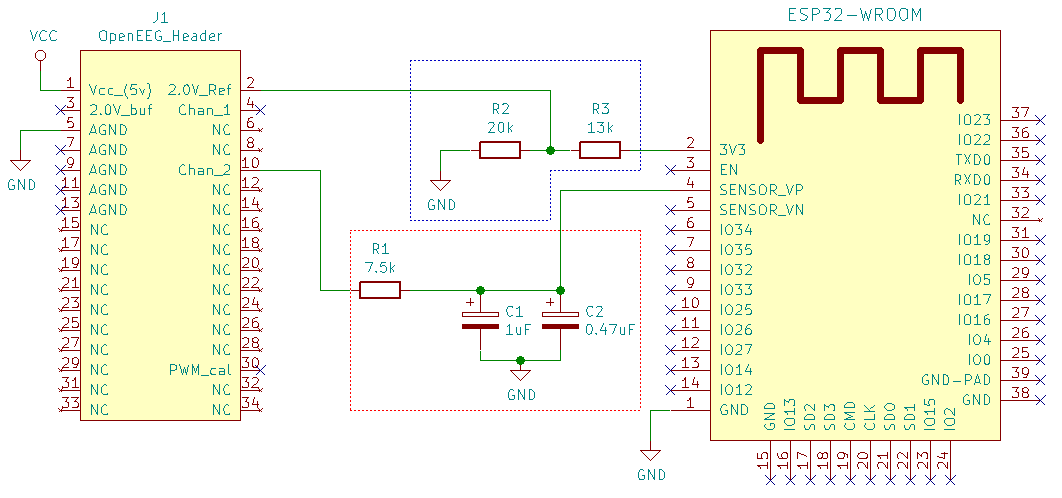 J1
OpenEEG_Header
VCC
1 Vcc_(5v) 2.0V_Ref 2
3 2.0V_buf Chan_1 4
5 AGND NC 6
7 AGND NC 8
9 AGND Chan_2 10
11 AGND NC 12
13 AGND NC 14
15 NC NC 16
17 NC NC 18
19 NC NC 20
21 NC NC 22
23 NC NC 24
25 NC NC 26
27 NC NC 28
29 NC PWM_cal 30
31 NC NC 32
33 NC NC 34
GND
R2
20k
R3
13k
GND
R1
7.5k
C1
1uF
C2
0.47uF
GND
ESP32-WROOM
2 3V3
3 EN
4 SENSOR_VP
5 SENSOR_VN
6 IO34
7 IO35
8 IO32
9 IO33
10 IO25
11 IO26
12 IO27
13 IO14
14 IO12
1 GND
GND
IO23 37
IO22 36
TXD0 35
RXD0 34
IO21 33
NC 32
IO19 31
IO18 30
IO5 29
IO17 28
IO16 27
IO4 26
IO0 25
GND-PAD 39
GND 38
GND 15
IO13 16
SD2 17
SD3 18
CMD 19
CLK 20
SD0 21
SD1 22
IO15 23
IO2 24